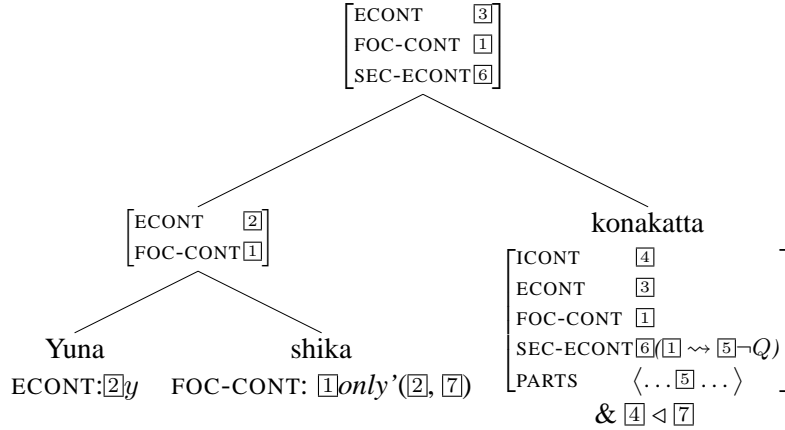 ECONT 3
FOC-CONT 1
SEC-ECONT 6
ECONT 2
FOC-CONT 1
konakatta
ICONT 4
ECONT 3
FOC-CONT 1
SEC-ECONT 6(1 ⇝ 5¬Q)
PARTS ⟨...5...⟩
& 4 ◁ 7
Yuna shika
ECONT:2y FOC-CONT: 1only'(2, 7)